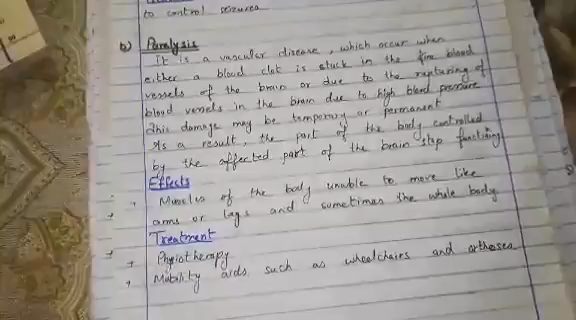 to control seizures
b) Paralysis
it is a vascular disease, which occur when
either a blood clot is stuck in the fine blood
vessels of the brain or due to the rupturing of
blood vessels in the brain due to high blood pressure
This damage may be temporary or permanent
As a result, the part of the body controlled
by the affected part of the brain stop functioning
Effects
→ Muscles of the body unable to move like
arms or legs and sometimes the whole body
Treatment
→ Physiotherapy
→ Mobility aids such as wheelchairs and orthoses